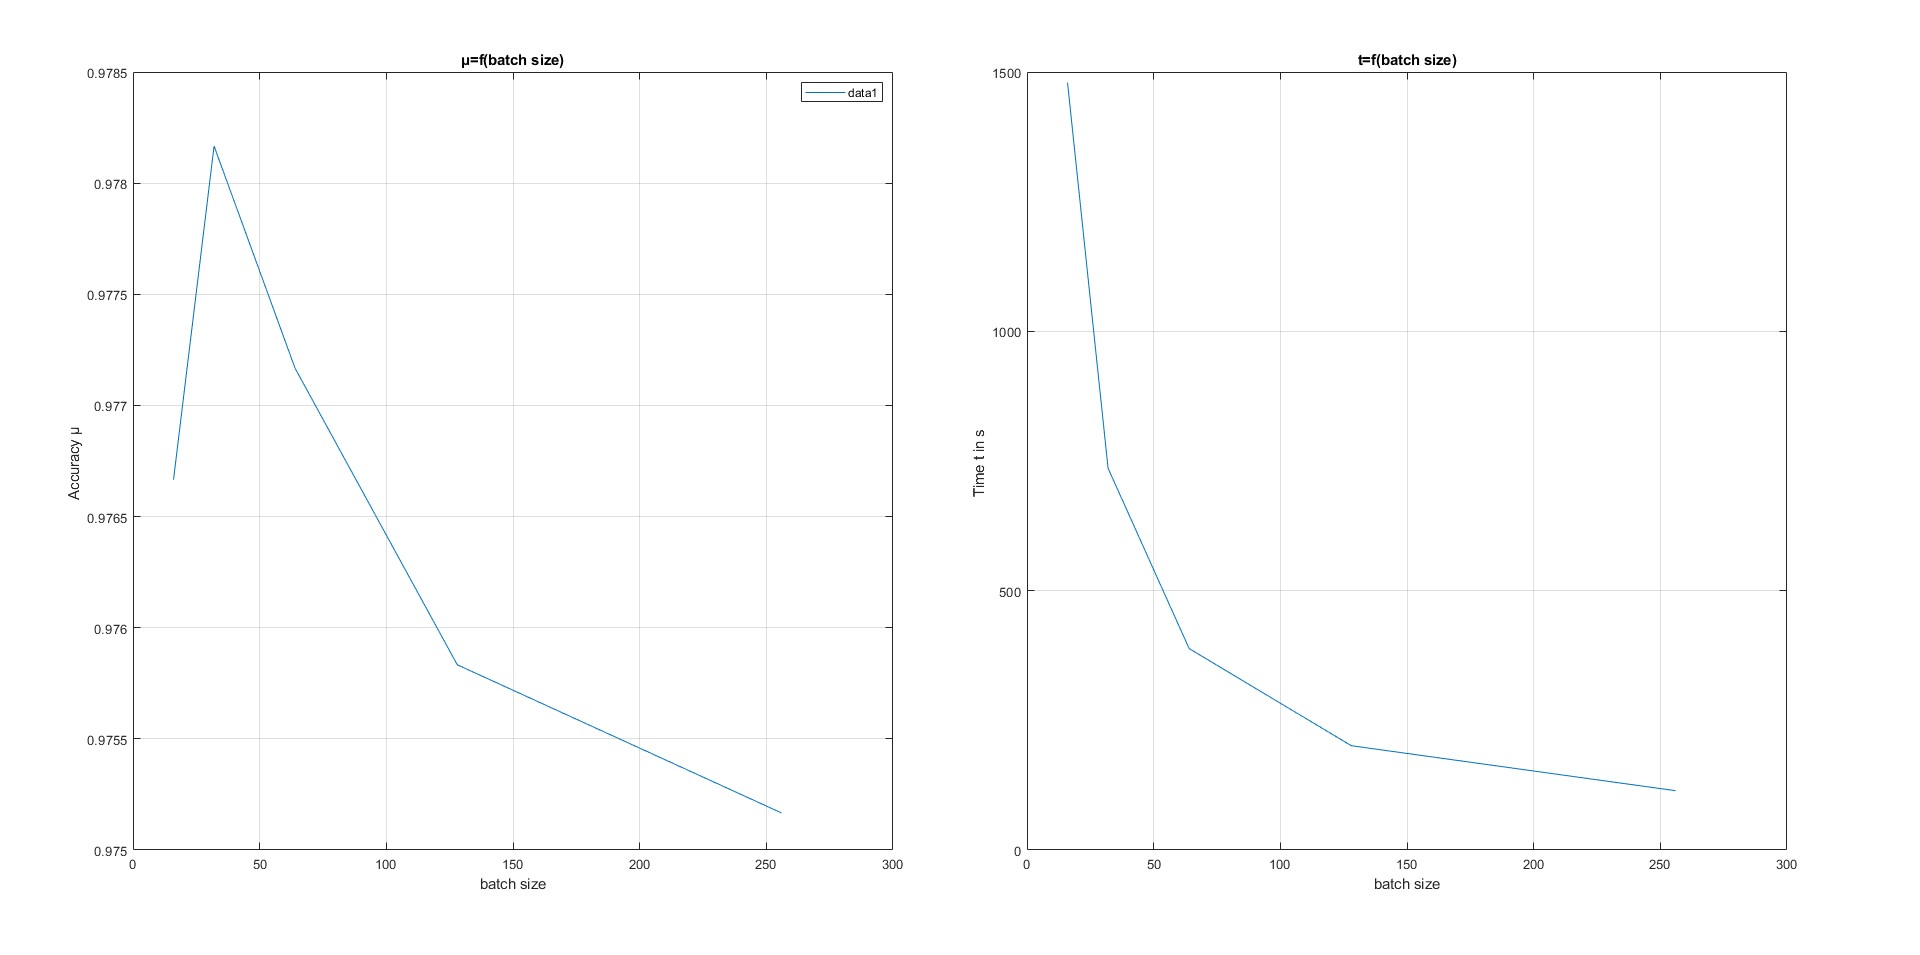 μ=f(batch size)
0.9785
0.978
0.9775
0.977
0.9765
0.976
0.9755
0.975
Accuracy μ
data1
0 50 100 150 200 250 300
batch size
t=f(batch size)
1500
1000
500
0
Time t in s
0 50 100 150 200 250 300
batch size